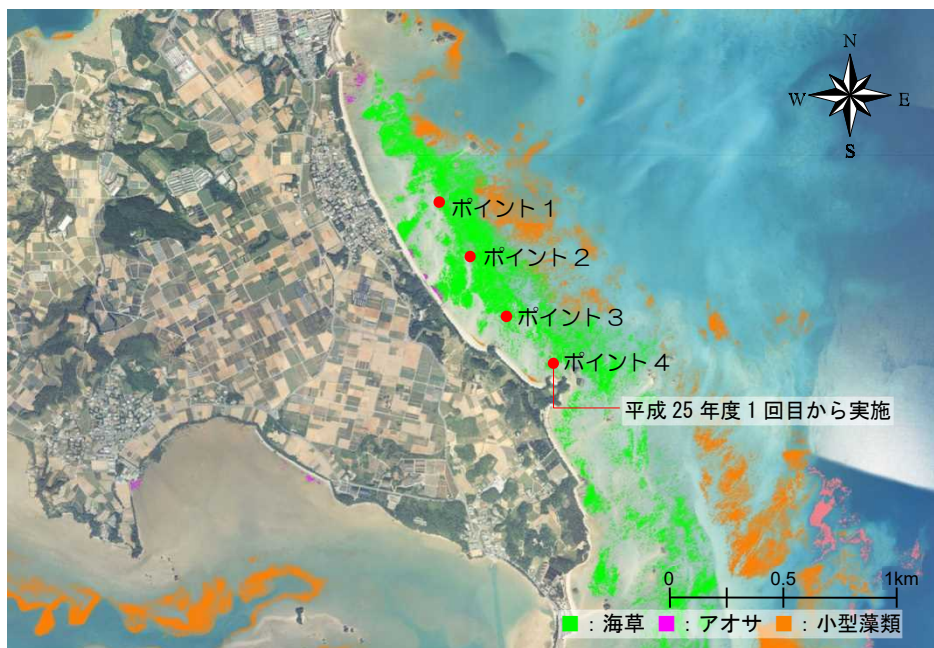 N
W E
S
ポイント1
ポイント2
ポイント3
ポイント4
平成25年度1回目から実施
0 0.5 1km
：海草 ：アオサ ：小型藻類